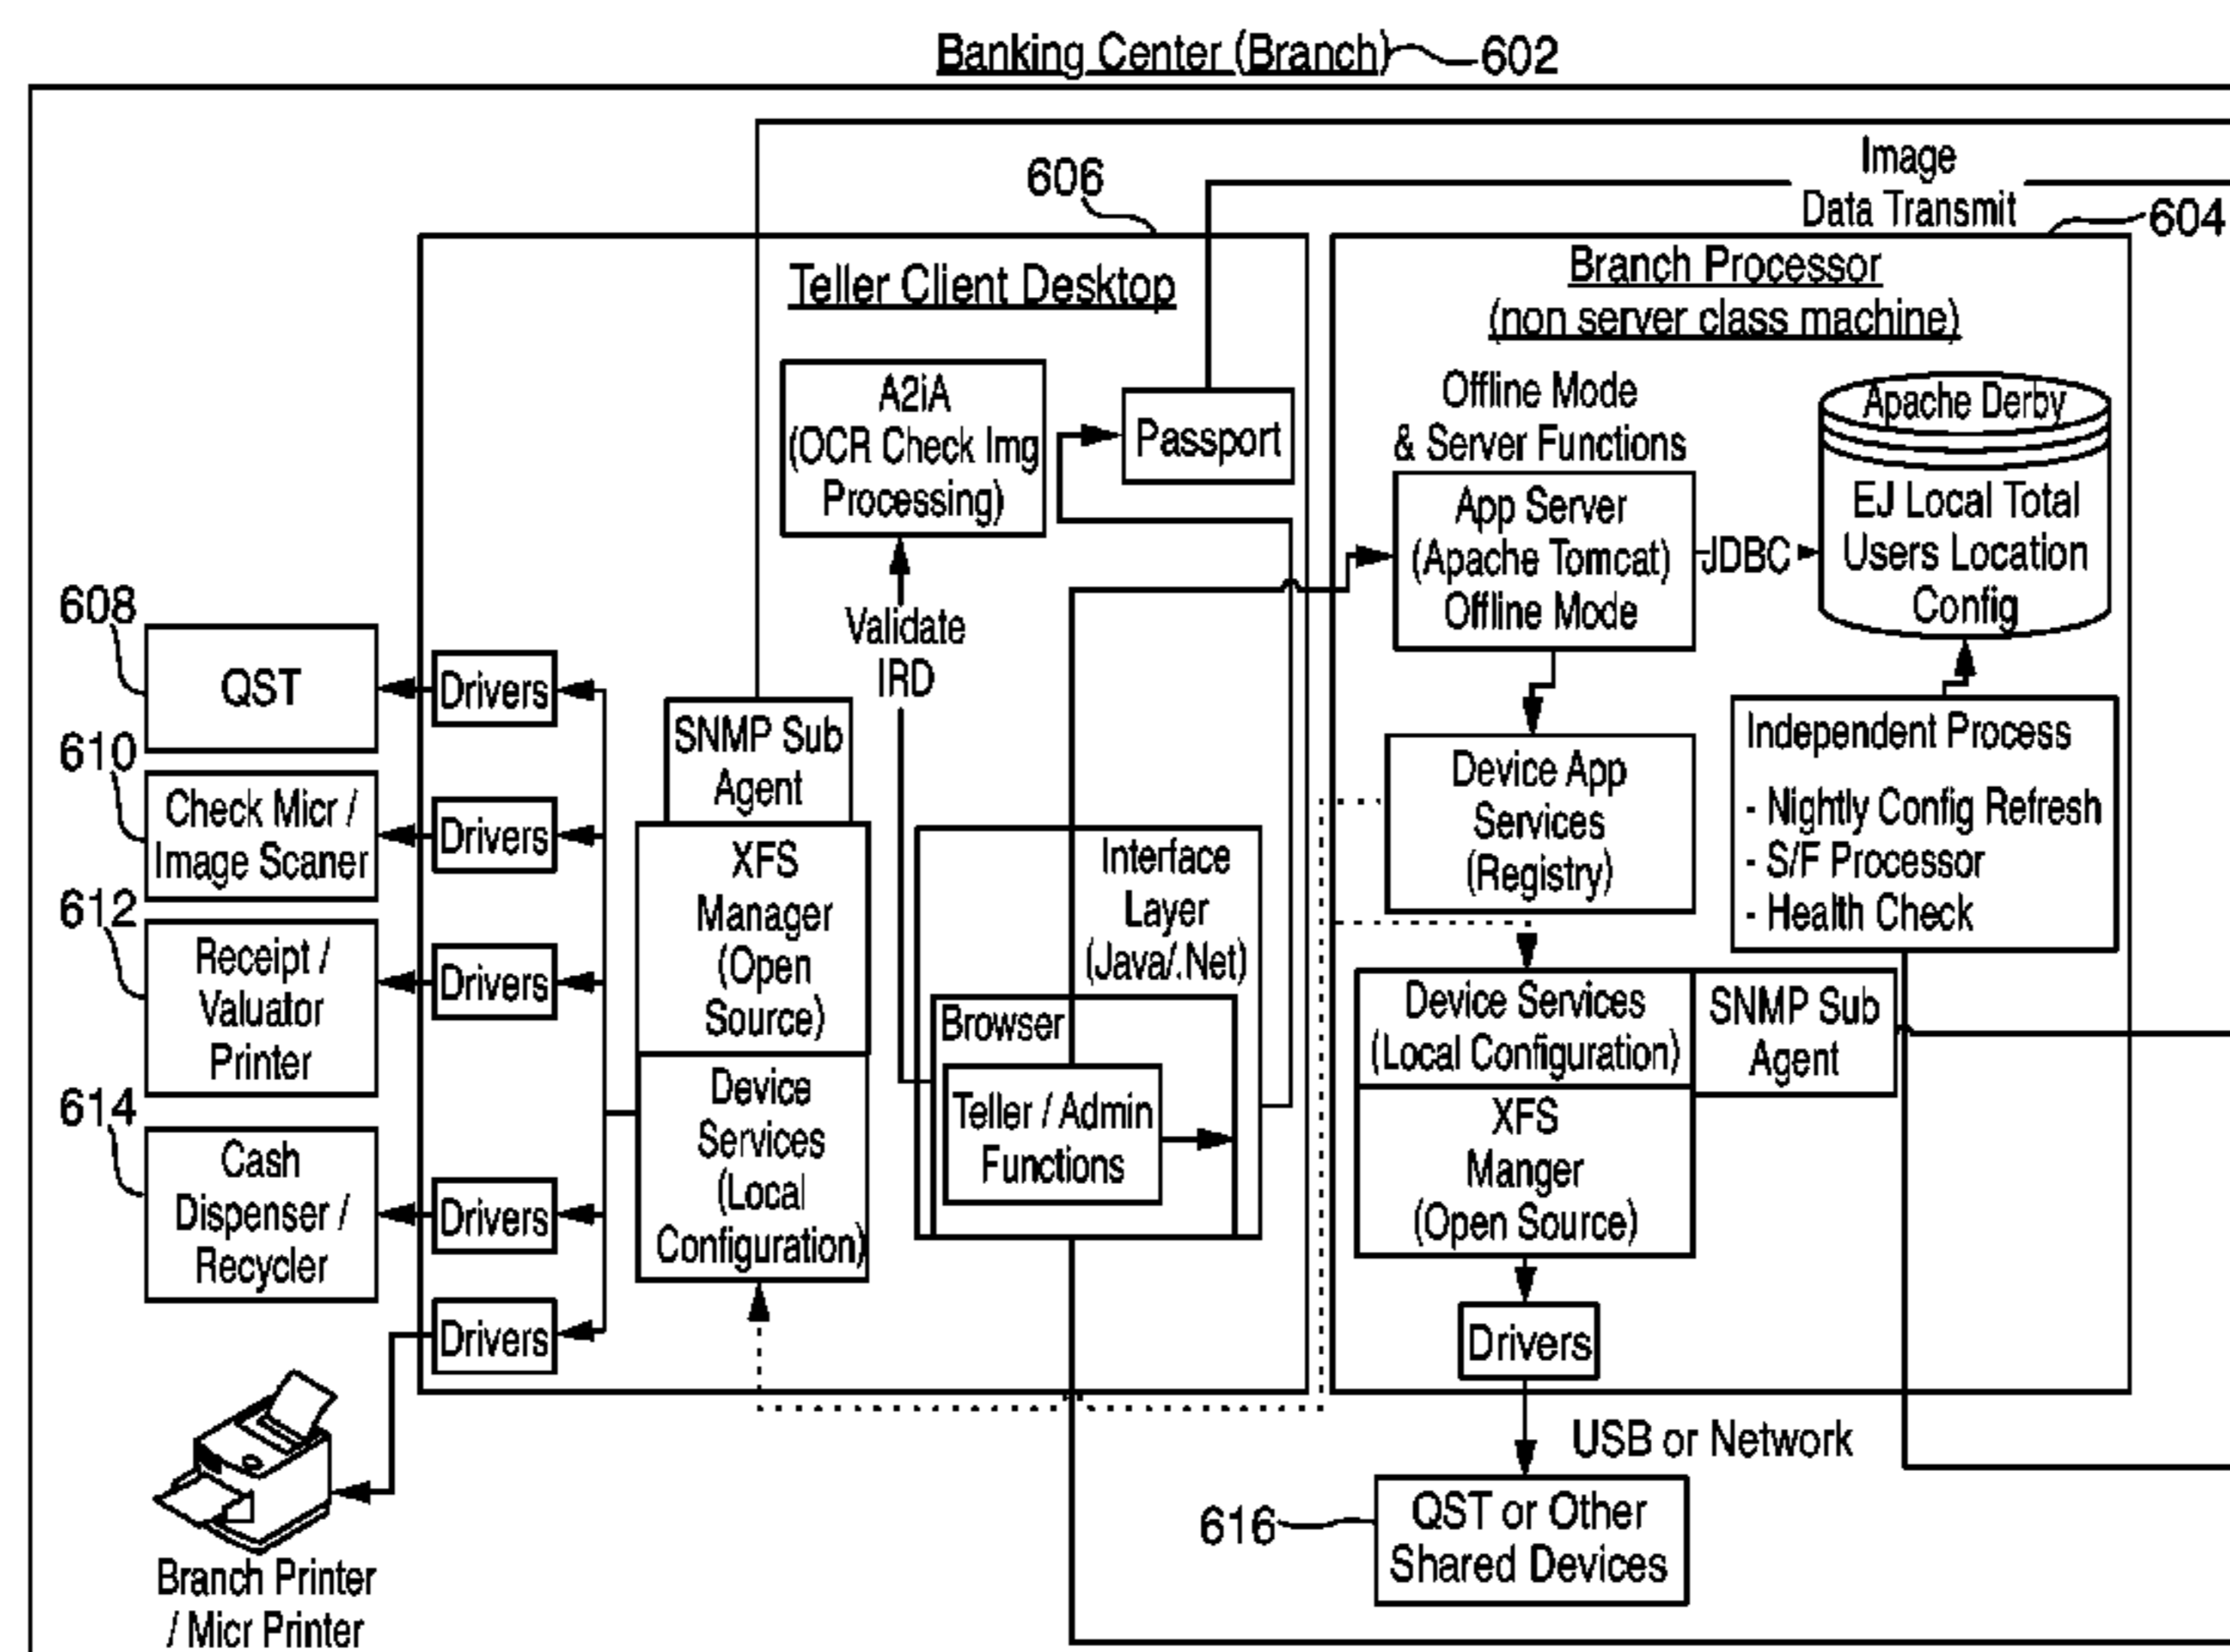 Banking Center (Branch) 602
Image
Data Transmit
606
604
Teller Client Desktop
A2iA
(OCR Check Img
Processing)
Passport
Validate
IRD
608
QST
610
Check Micr /
Image Scaner
612
Receipt /
Valuator
Printer
614
Cash
Dispenser /
Recycler
Drivers
Drivers
Drivers
Drivers
Drivers
Branch Printer
/ Micr Printer
SNMP Sub
Agent
XFS
Manager
(Open
Source)
Device
Services
(Local
Configuration)
Interface
Layer
(Java/.Net)
Browser
Teller / Admin
Functions
Branch Processor
(non server class machine)
Offline Mode
& Server Functions
App Server
(Apache Tomcat)
Offline Mode
JDBC
Apache Derby
EJ Local Total
Users Location
Config
Device App
Services
(Registry)
Independent Process
- Nightly Config Refresh
- S/F Processor
- Health Check
Device Services
(Local Configuration)
SNMP Sub
Agent
XFS
Manger
(Open Source)
Drivers
USB or Network
616
QST or Other
Shared Devices